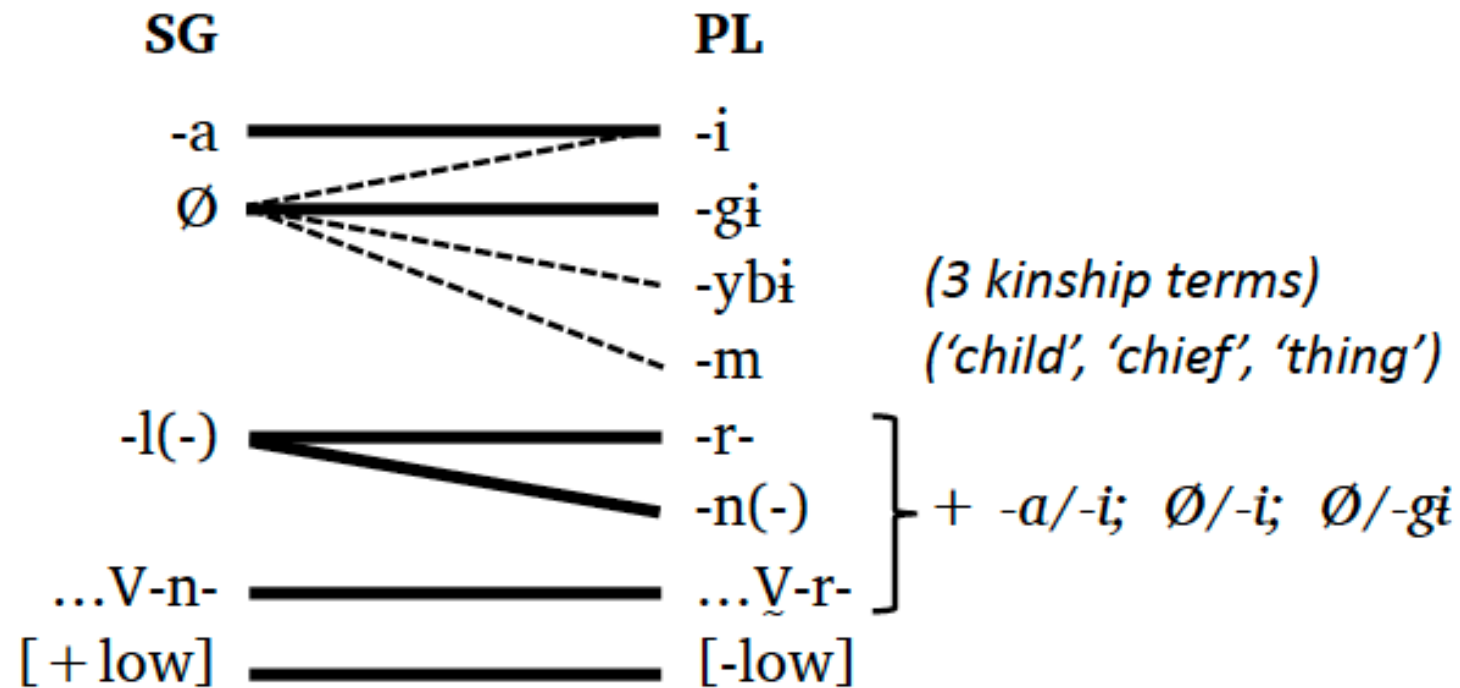 SG PL
-a -i
Ø -gɨ
-ybɨ (3 kinship terms)
-m (‘child’, ‘chief’, ‘thing’)
-l(-) -r-
-n(-) + -a/-i; Ø/-i; Ø/-gɨ
…V-n- …V̰-r-
[+low] [-low]